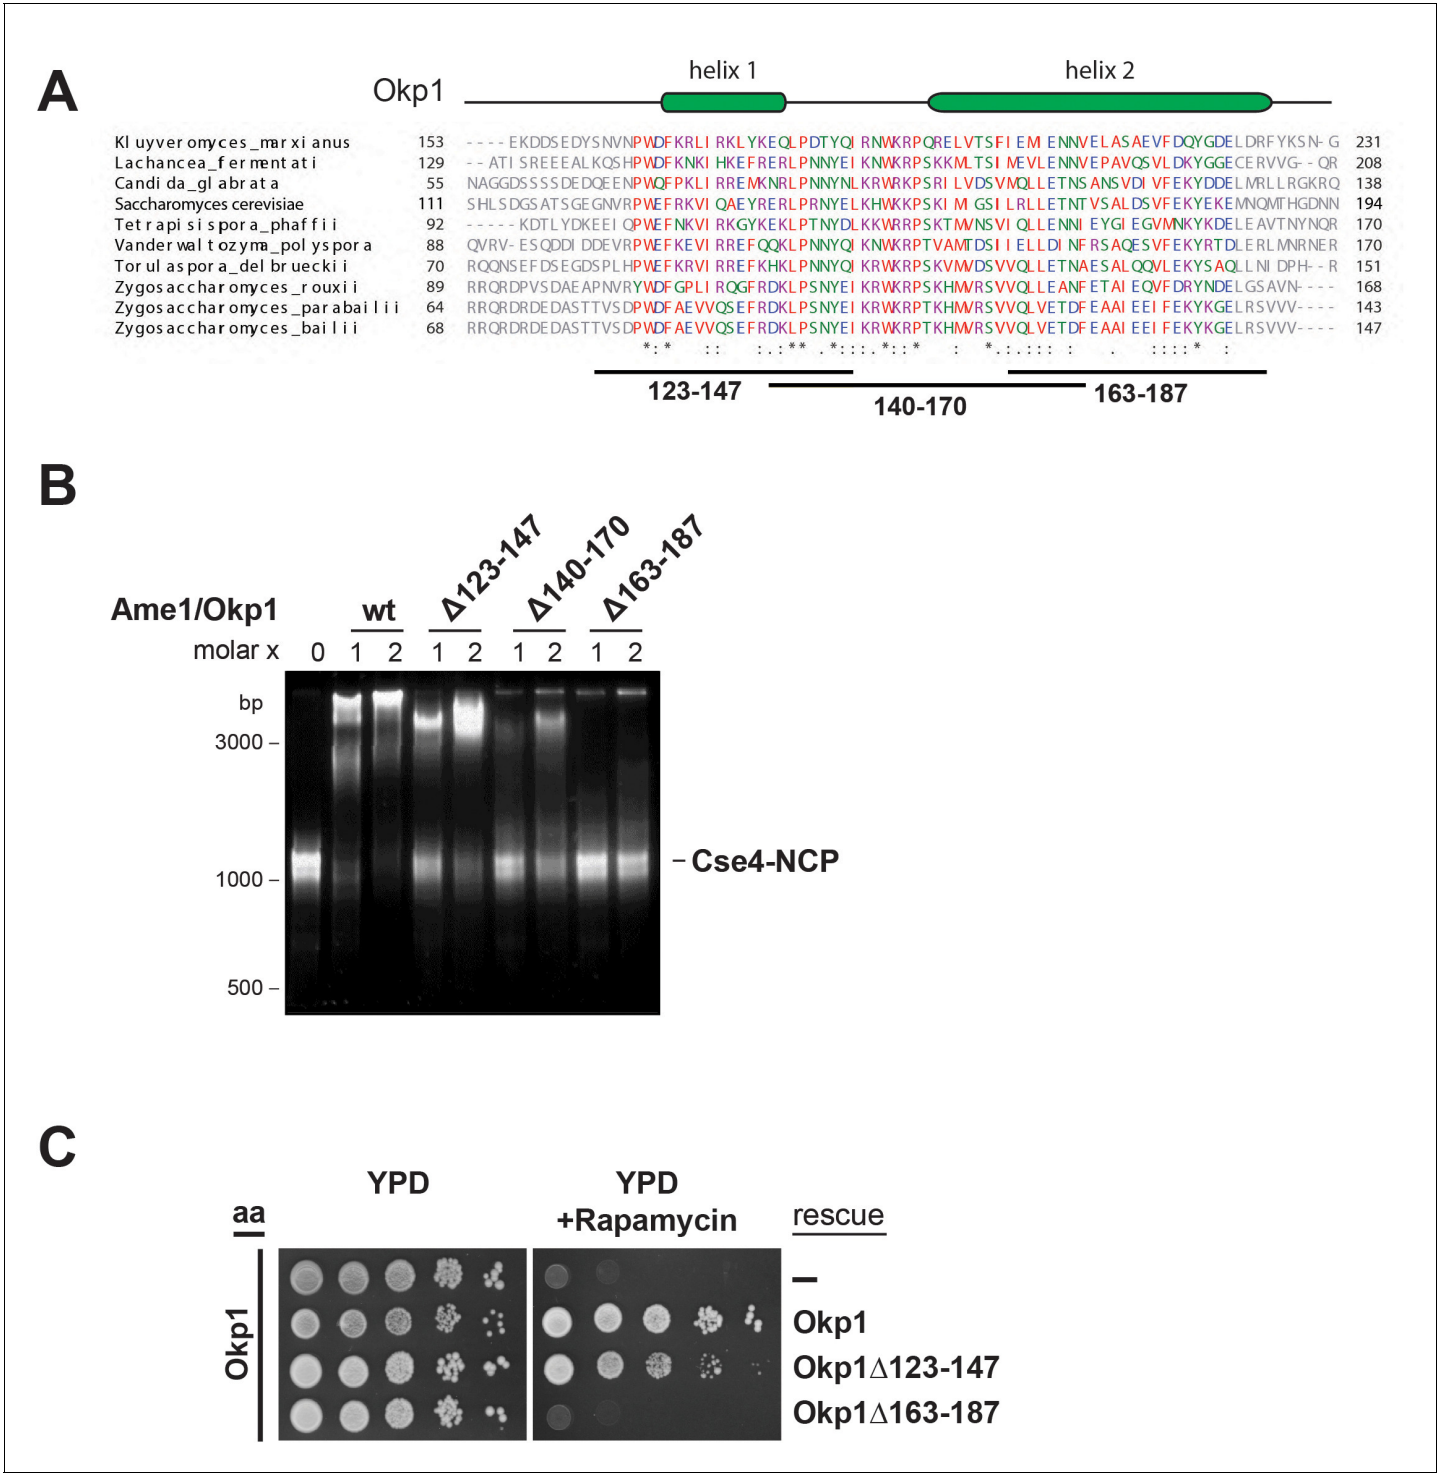 A
helix 1 helix 2
Okp1
Kluyveromyces_marxianus 153 ----EKDDSEDYSNVNPWDFKRLIRKLYKEQLPDTYQIRNWKRPQRELVTSFIEMIENNVELASAEVFDQYGDELDRFYKSN-G 231
Lachancea_fermentati 129 --ATISREEEALKQSHPWDFKNKIHKEFRERLPNNYQIRNWKRPSKKMLTSIMEVLENNVEPAVQSVLDKYGGECERVVG--QR 208
Candida_glabrata 55 NAGGDSSSSDEDQEENPWQFPKLIRREMKNRLPNNYNLKRWKRPSRILVDSVMQLLETNSANSVDIVFEKYDDELMRLLRGKRQ 138
Saccharomyces cerevisiae 111 SHLSDGSATSGEGNVRPWEFRKVIQAEYRERLPRNYELKHWKRPSKIMIGSILRLLETNTVSALDSVFEKYEKEMNQMTHGDNN 194
Tetrapisispora_phaffii 92 -----KDTLYDKEEIQPWEFNKVIRKGYKEKLPTNYDLKKWRRPSKTMVNSVIQLLENNIEYGIEGVMNKYKDELEAVTNYNQR 170
Vanderwaltozyma_polyspora 88 QVRV-ESQDDIDDEVRPWEFKEVIRREFQQKLPNNYQIKNWKRPTVAMTDSIIELLDINFRSAQESVFEKYRTDLERLMNRNER 170
Torulaspora_delbrueckii 70 RQQNSEFDSEGDSPLHPWEFKRVIRREFKHKLPNNYQIKRWKRPSKVMVDSVVQLLETNAESALQQVLEKYSAQLLNIDPH--R 151
Zygosaccharomyces_rouxii 89 RRQRDPVSDAEAPNVRYWDFGPLIRQGFRDKLPSNYEIKRWKRPSKHMVRSVVQLLEANFETAIEQVFDRYNDELGSAVN---- 168
Zygosaccharomyces_parabailii 64 RRQRDRDEDASTTVSDPWDFAEVVQSEFRDKLPSNYEIKRWKRPTKHMVRSVVQLVETDFEAAIEEIFEKYKGELRSVVV---- 143
Zygosaccharomyces_bailii 68 RRQRDRDEDASTTVSDPWDFAEVVQSEFRDKLPSNYEIKRWKRPTKHMVRSVVQLVETDFEAAIEEIFEKYKGELRSVVV---- 147
*:* :: :.:** .*:::.*::* : *.:.::: : . ::::* :
123-147 140-170 163-187
B
Ame1/Okp1 wt Δ123-147 Δ140-170 Δ163-187
molar x 0 1 2 1 2 1 2 1 2
bp
3000 –
– Cse4-NCP
1000 –
500 –
C
YPD YPD
+Rapamycin
aa rescue
Okp1
–
Okp1
Okp1Δ123-147
Okp1Δ163-187